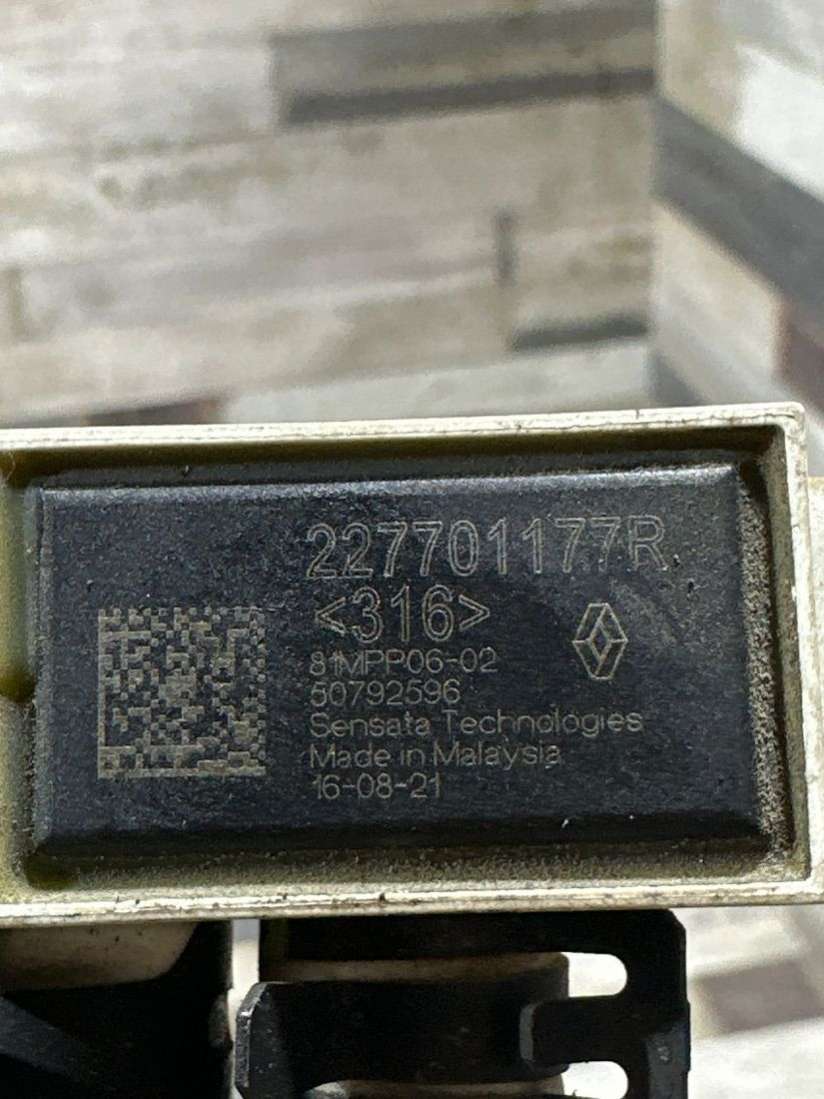 227701177R
<316>
81MPP06-02
50792596
Sensata Technologies
Made in Malaysia
16-08-21